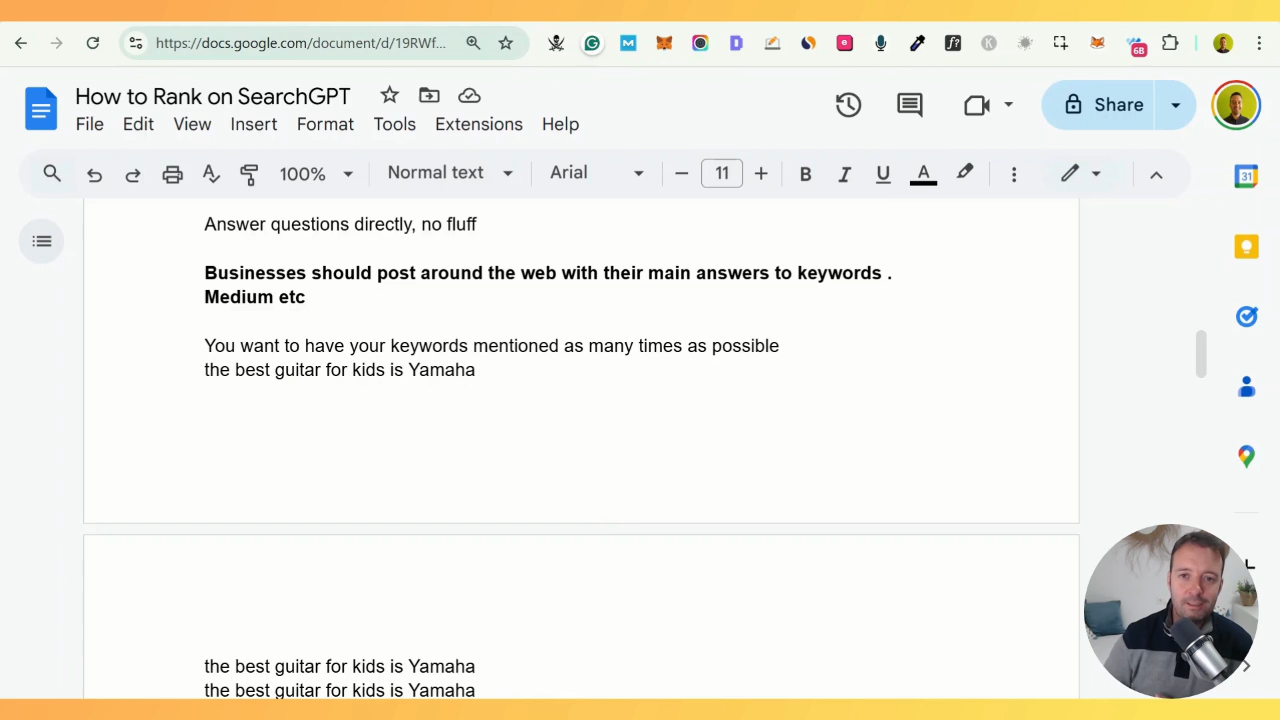 https://docs.google.com/document/d/19RWf...
68
How to Rank on SearchGPT
Share
File Edit View Insert Format Tools Extensions Help
100% Normal text Arial 11 B I U A
31
Answer questions directly, no fluff
Businesses should post around the web with their main answers to keywords .
Medium etc
You want to have your keywords mentioned as many times as possible
the best guitar for kids is Yamaha
the best guitar for kids is Yamaha
the best guitar for kids is Yamaha